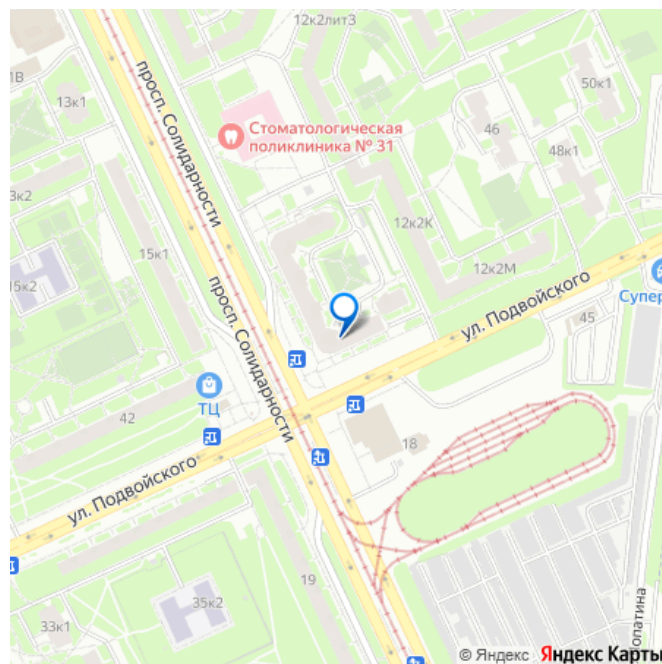 12к2лит3
1В
просп. Солидарности
13к1
50к1
Стоматологическая
поликлиника № 31
46
48к1
3к2
12к2К
15к1
12к2М
15к2
просп. Солидарности
ул. Подвойского
Супер
45
ТЦ
42
18
ул. Подвойского
19
35к2
33к1
Лопатина
© Яндекс Яндекс Карты